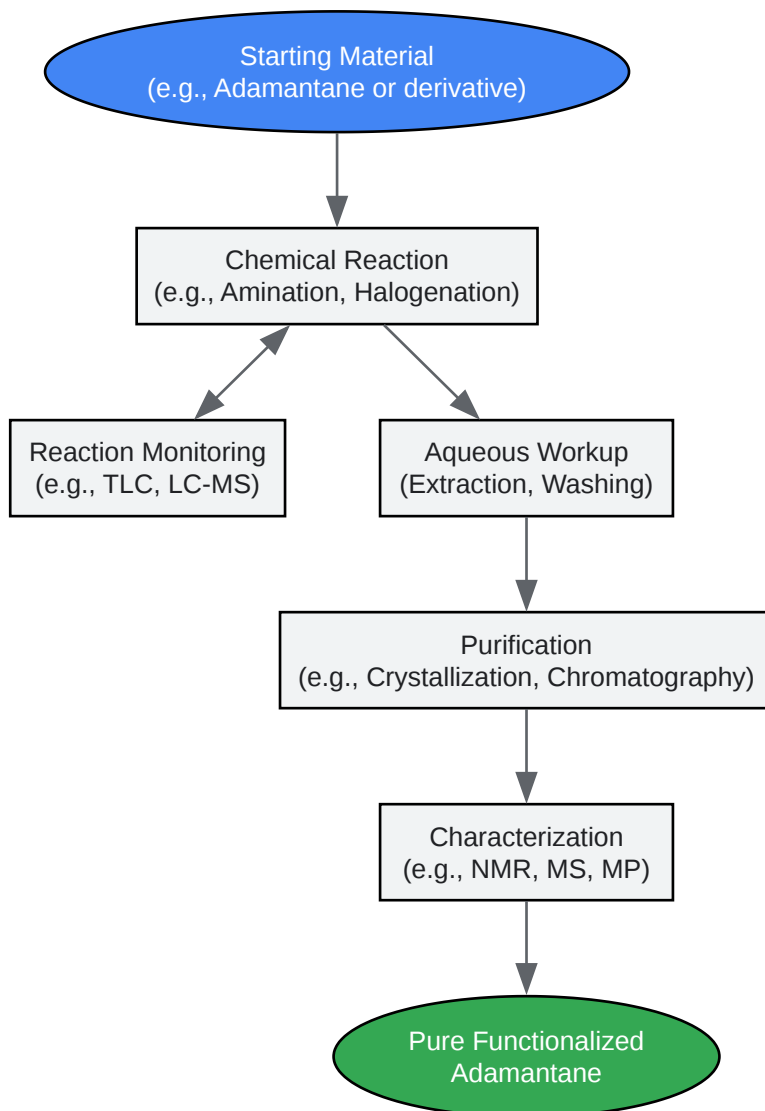 Starting Material
(e.g., Adamantane or derivative)
Chemical Reaction
(e.g., Amination, Halogenation)
Reaction Monitoring
(e.g., TLC, LC-MS)
Aqueous Workup
(Extraction, Washing)
Purification
(e.g., Crystallization, Chromatography)
Characterization
(e.g., NMR, MS, MP)
Pure Functionalized
Adamantane